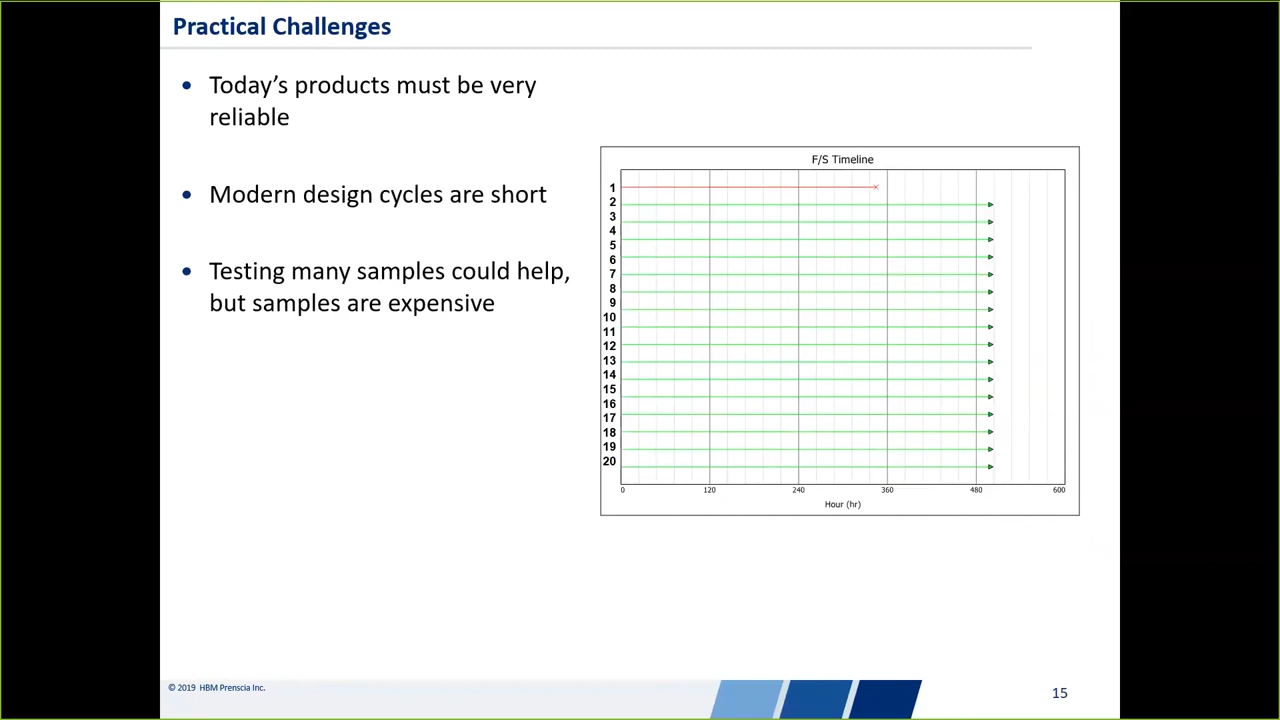 Practical Challenges
• Today's products must be very
reliable
• Modern design cycles are short
• Testing many samples could help,
but samples are expensive
F/S Timeline
1
2
3
4
5
6
7
8
9
10
11
12
13
14
15
16
17
18
19
20
0 120 240 360 480 600
Hour (hr)
© 2019 HBM Prenscia Inc.
15